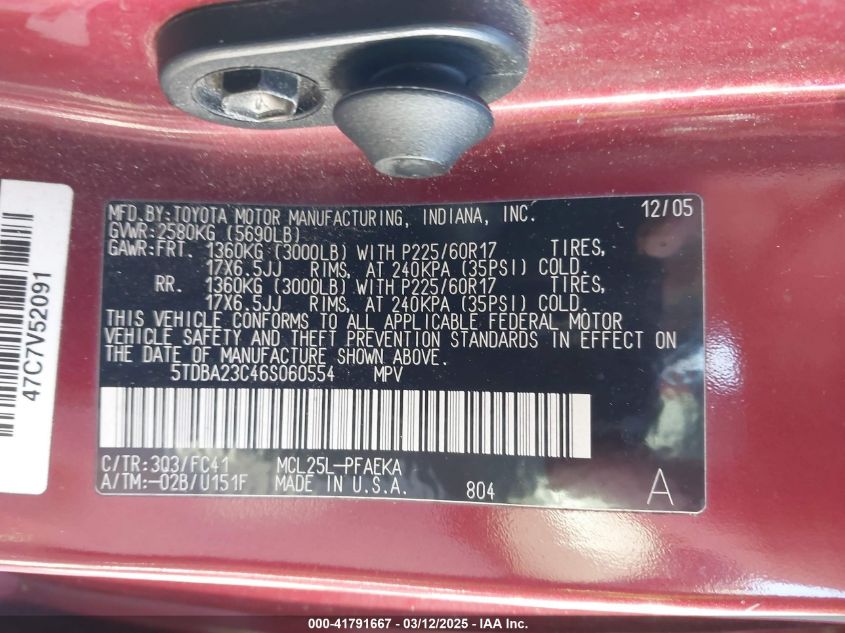 MFD.BY:TOYOTA MOTOR MANUFACTURING, INDIANA, INC. 12/05
GVWR:2580KG (5690LB)
GAWR:FRT. 1360KG (3000LB) WITH P225/60R17 TIRES,
17X6.5JJ RIMS, AT 240KPA (35PSI) COLD.
RR. 1360KG (3000LB) WITH P225/60R17 TIRES,
17X6.5JJ RIMS, AT 240KPA (35PSI) COLD.
THIS VEHICLE CONFORMS TO ALL APPLICABLE FEDERAL MOTOR
VEHICLE SAFETY AND THEFT PREVENTION STANDARDS IN EFFECT ON
THE DATE OF MANUFACTURE SHOWN ABOVE.
5TDBA23C46S060554 MPV
C/TR:3Q3/FC41 MCL25L-PFAEKA
A/TM:-02B/U151F MADE IN U.S.A. 804 A
47C7V52091
000-41791667 - 03/12/2025 - IAA Inc.